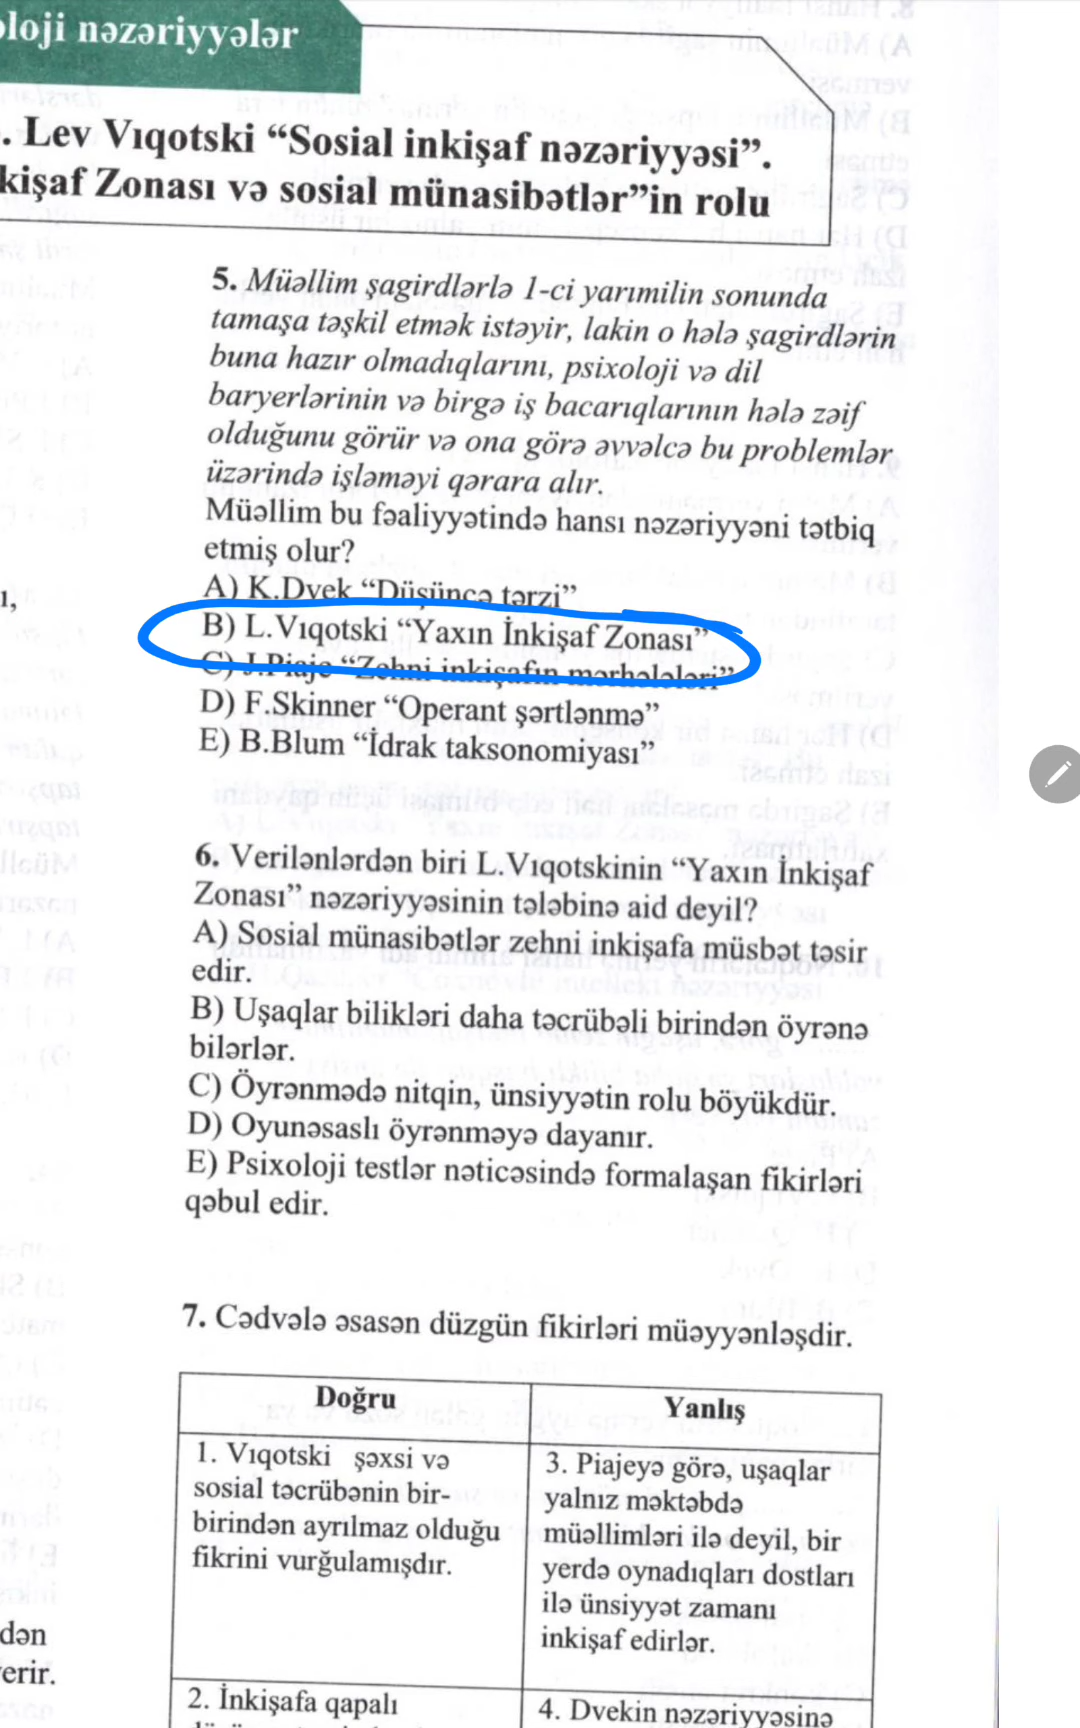 loji nəzəriyyələr
. Lev Vıqotski “Sosial inkişaf nəzəriyyəsi”.
kişaf Zonası və sosial münasibətlər”in rolu
5. Müəllim şagirdlərlə 1-ci yarımilin sonunda
tamaşa təşkil etmək istəyir, lakin o hələ şagirdlərin
buna hazır olmadıqlarını, psixoloji və dil
baryerlərinin və birgə iş bacarıqlarının hələ zəif
olduğunu görür və ona görə əvvəlcə bu problemlər
üzərində işləməyi qərara alır.
Müəllim bu fəaliyyətində hansı nəzəriyyəni tətbiq
etmiş olur?
A) K.Dvek “Düşüncə tərzi”
B) L.Vıqotski “Yaxın İnkişaf Zonası”
C) J.Piaje “Zehni inkişafın mərhələləri”
D) F.Skinner “Operant şərtlənmə”
E) B.Blum “İdrak taksonomiyası”
6. Verilənlərdən biri L.Vıqotskinin “Yaxın İnkişaf
Zonası” nəzəriyyəsinin tələbinə aid deyil?
A) Sosial münasibətlər zehni inkişafa müsbət təsir
edir.
B) Uşaqlar bilikləri daha təcrübəli birindən öyrənə
bilərlər.
C) Öyrənmədə nitqin, ünsiyyətin rolu böyükdür.
D) Oyunəsaslı öyrənməyə dayanır.
E) Psixoloji testlər nəticəsində formalaşan fikirləri
qəbul edir.
7. Cədvələ əsasən düzgün fikirləri müəyyənləşdir.
Doğru
1. Vıqotski şəxsi və
sosial təcrübənin bir-
birindən ayrılmaz olduğu
fikrini vurğulamışdır.
2. İnkişafa qapalı
Yanlış
3. Piajeyə görə, uşaqlar
yalnız məktəbdə
müəllimləri ilə deyil, bir
yerdə oynadıqları dostları
ilə ünsiyyət zamanı
inkişaf edirlər.
4. Dvekin nəzəriyyəsinə
ı,
dən
erir.